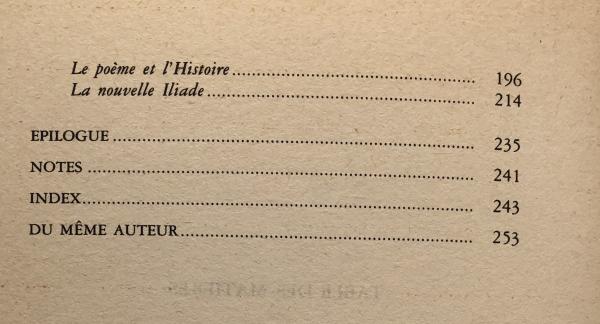 Le poème et l'Histoire 196
La nouvelle Iliade 214
EPILOGUE 235
NOTES 241
INDEX 243
DU MÊME AUTEUR 253